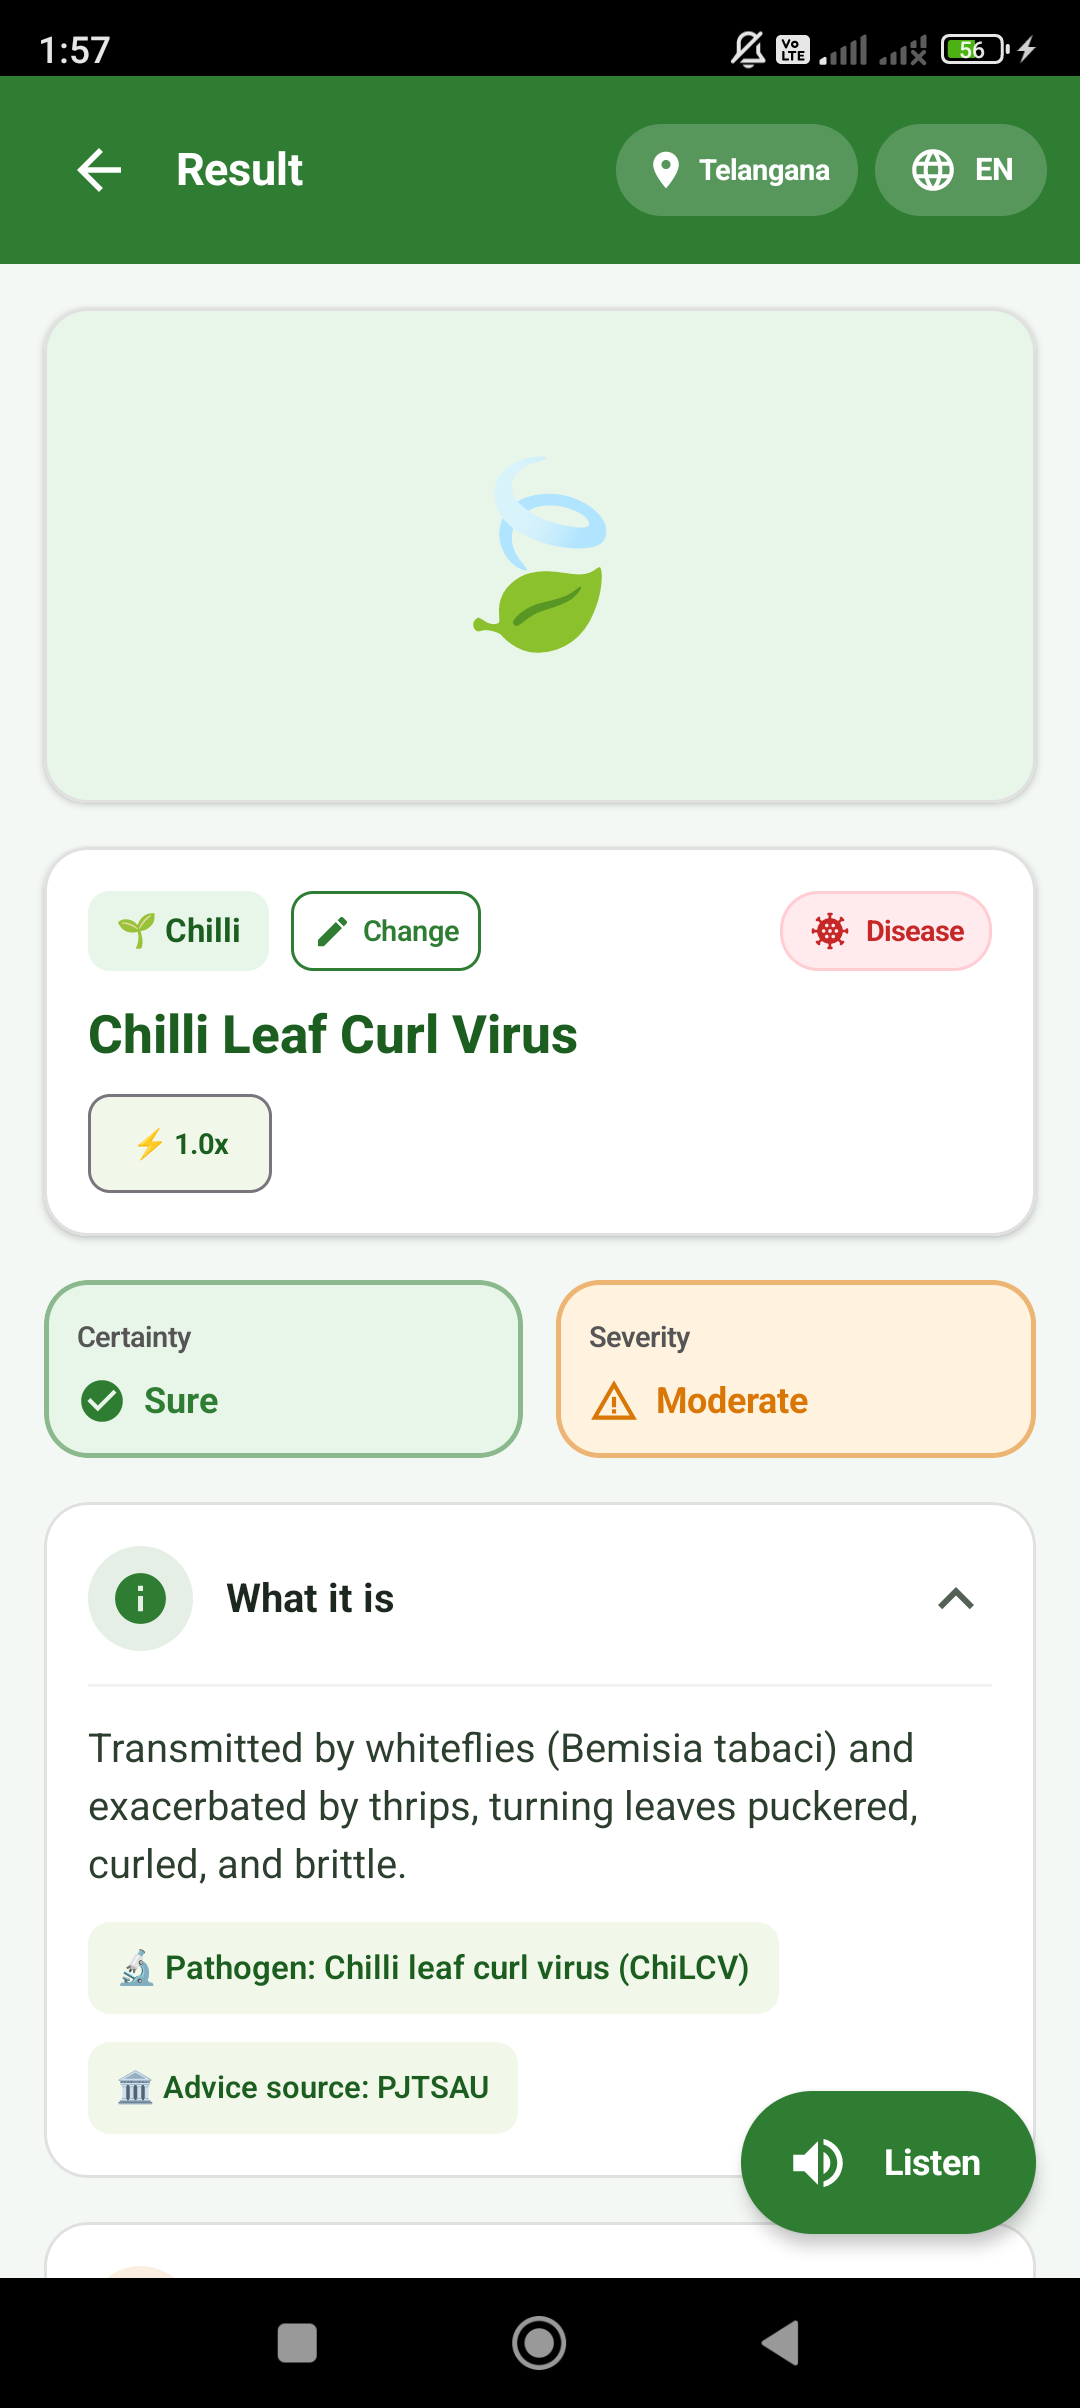 1:57
Vo LTE
56
Result
Telangana
EN
Chilli
Change
Disease
Chilli Leaf Curl Virus
⚡ 1.0x
Certainty
Severity
Sure
Moderate
What it is
Transmitted by whiteflies (Bemisia tabaci) and
exacerbated by thrips, turning leaves puckered,
curled, and brittle.
Pathogen: Chilli leaf curl virus (ChiLCV)
Advice source: PJTSAU
Listen